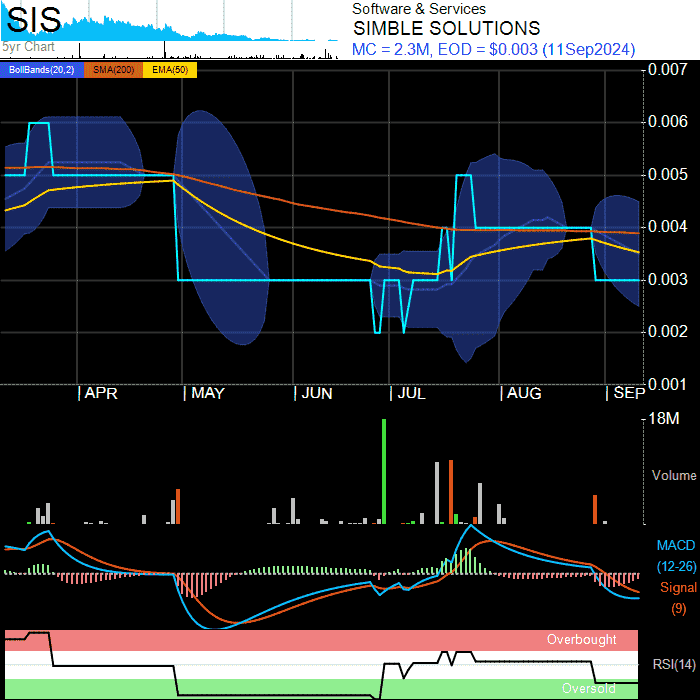 SIS
5yr Chart
Software & Services
SIMBLE SOLUTIONS
MC = 2.3M, EOD = $0.003 (11Sep2024)
BollBands(20,2) SMA(200) EMA(50)
0.007
0.006
0.005
0.004
0.003
0.002
0.001
APR MAY JUN JUL AUG SEP
18M
Volume
MACD
(12-26)
Signal
(9)
Overbought
RSI(14)
Oversold